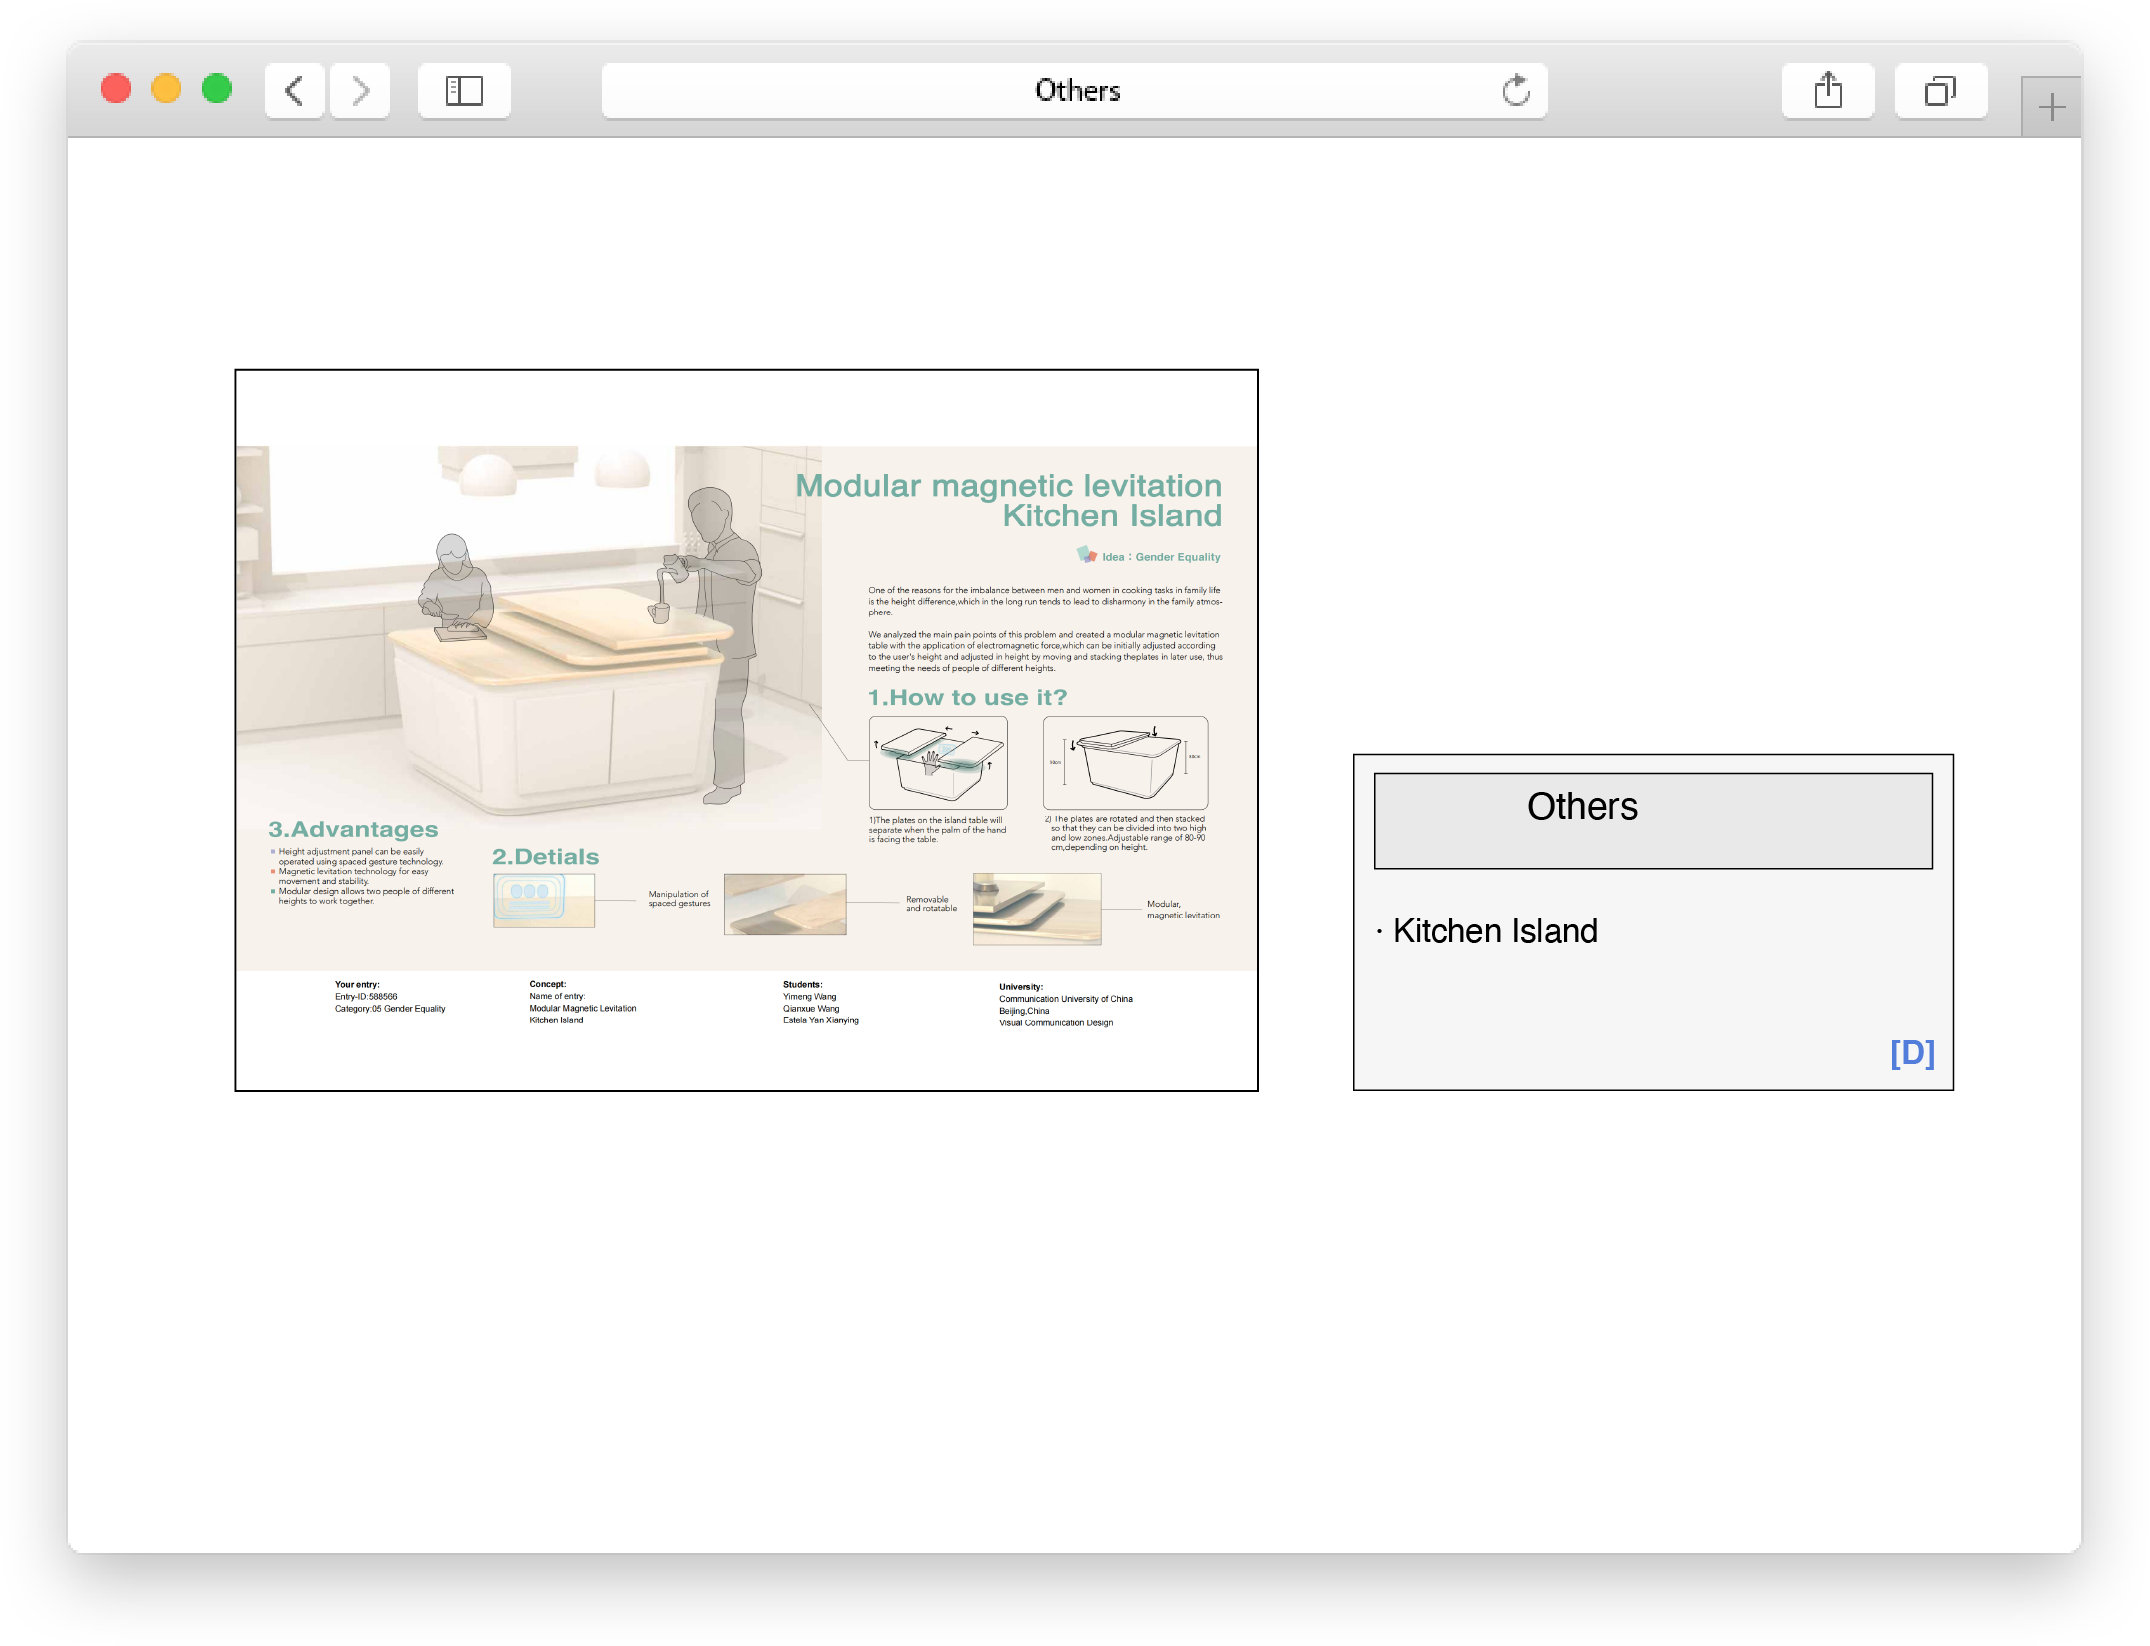 Others
Modular magnetic levitation
Kitchen Island
Idea : Gender Equality
One of the reasons for the imbalance between men and women in cooking tasks in family life
is the height difference,which in the long run tends to lead to disharmony in the family atmos-
phere.
We analyzed the main pain points of this problem and created a modular magnetic levitation
table with the application of electromagnetic force,which can be initially adjusted according
to the user's height and adjusted in height by moving and stacking theplates in later use, thus
meeting the needs of people of different heights.
1.How to use it?
90cm
80cm
1)The plates on the island table will
separate when the palm of the hand
is facing the table.
2) The plates are rotated and then stacked
so that they can be divided into two high
and low zones.Adjustable range of 80-90
cm,depending on height.
3.Advantages
Height adjustment panel can be easily
operated using spaced gesture technology.
Magnetic levitation technology for easy
movement and stability.
Modular design allows two people of different
heights to work together.
2.Detials
Manipulation of
spaced gestures
Removable
and rotatable
Modular,
magnetic levitation
Your entry:
Entry-ID:588566
Category:05 Gender Equality
Concept:
Name of entry:
Modular Magnetic Levitation
Kitchen Island
Students:
Yimeng Wang
Qianxue Wang
Estela Yan Xianying
University:
Communication University of China
Beijing,China
Visual Communication Design
Others
· Kitchen Island
[D]